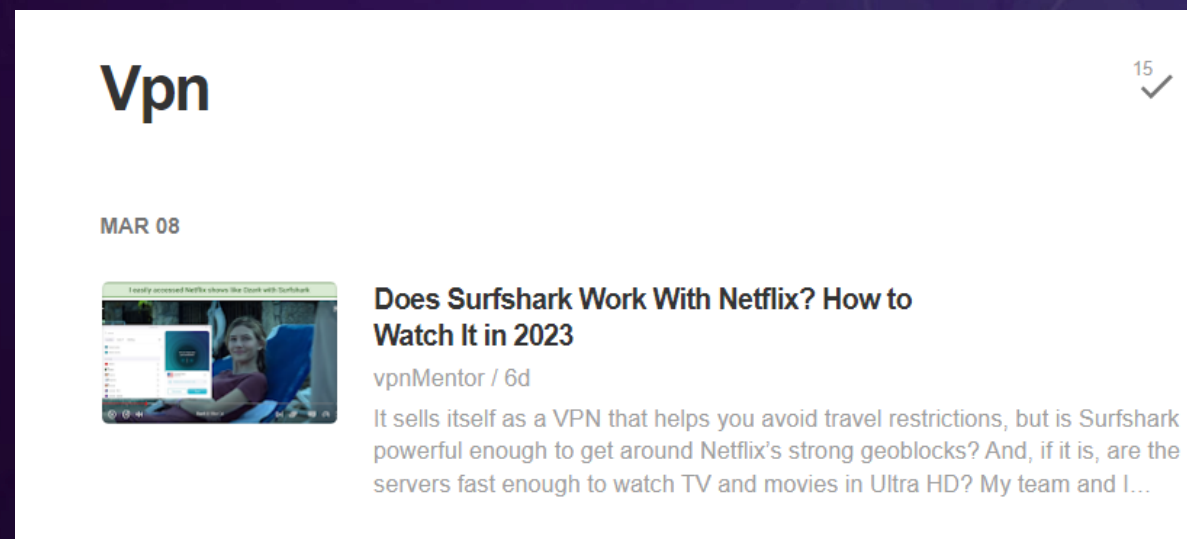 Vpn
15
MAR 08
I easily accessed Netflix shows like Ozark with Surfshark
Does Surfshark Work With Netflix? How to
Watch It in 2023
vpnMentor / 6d
It sells itself as a VPN that helps you avoid travel restrictions, but is Surfshark
powerful enough to get around Netflix’s strong geoblocks? And, if it is, are the
servers fast enough to watch TV and movies in Ultra HD? My team and I...